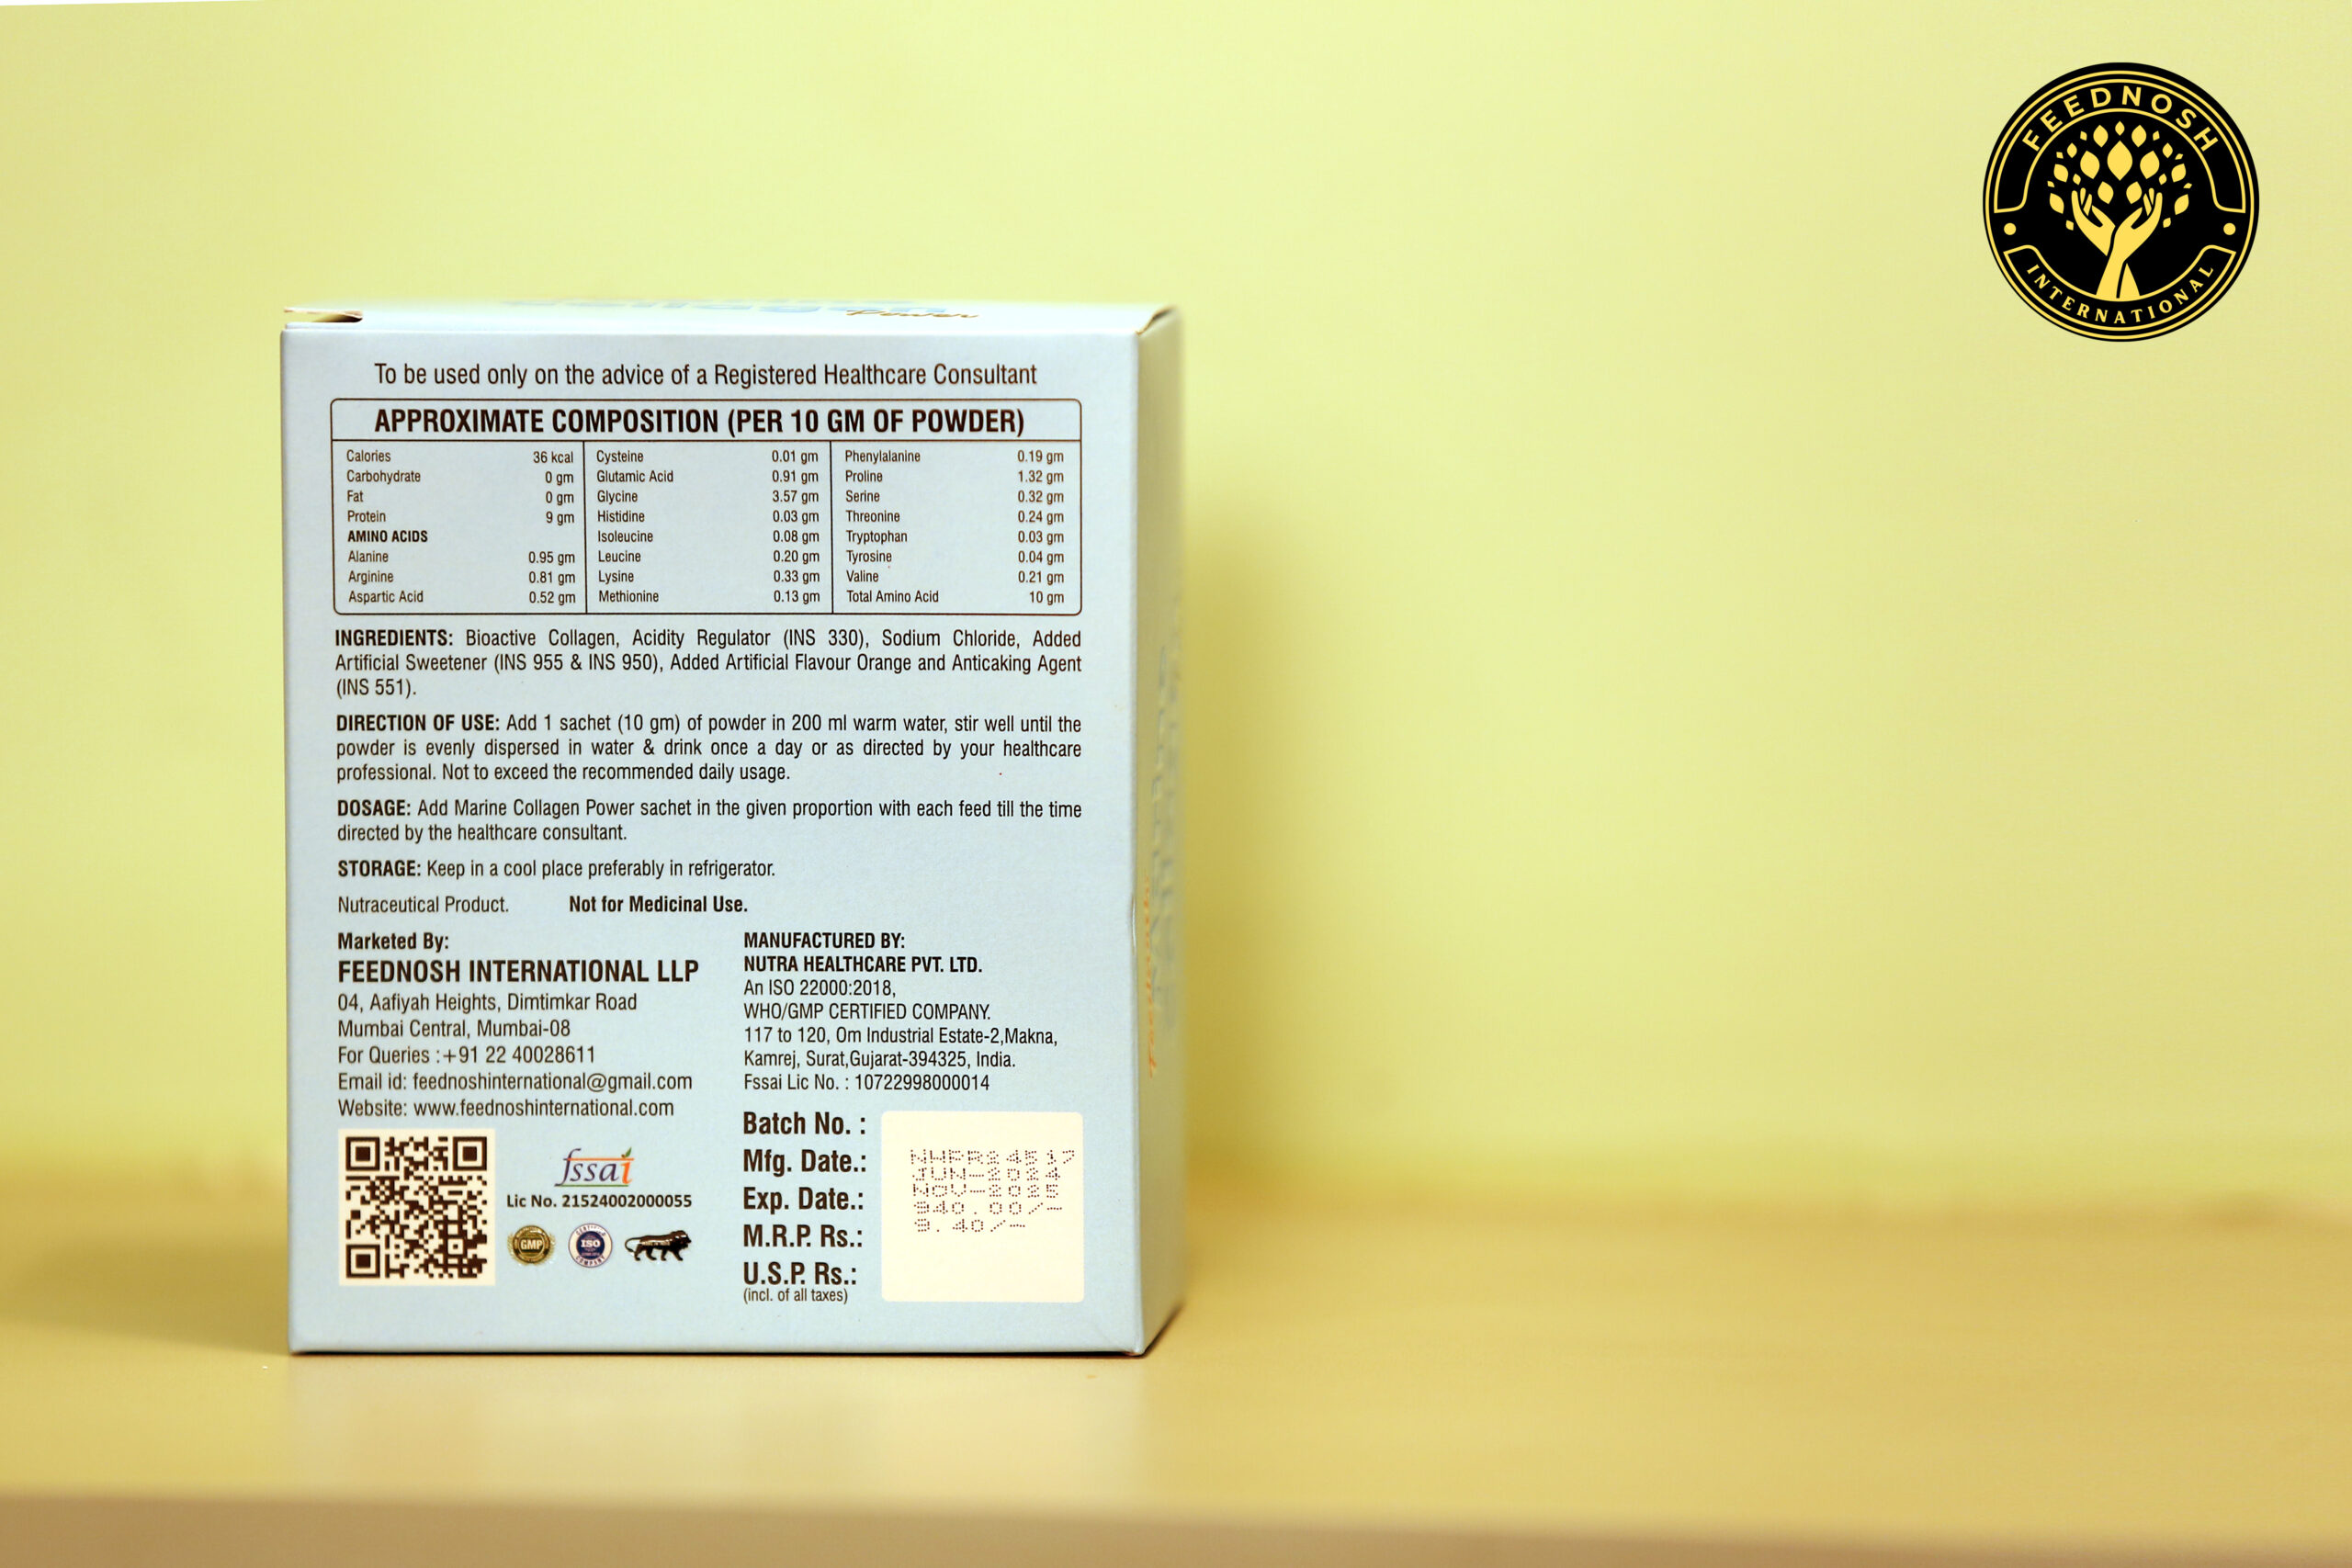 FEEDNOSH
INTERNATIONAL
Power
To be used only on the advice of a Registered Healthcare Consultant
APPROXIMATE COMPOSITION (PER 10 GM OF POWDER)
Calories 36 kcal
Carbohydrate 0 gm
Fat 0 gm
Protein 9 gm
AMINO ACIDS
Alanine 0.95 gm
Arginine 0.81 gm
Aspartic Acid 0.52 gm
Cysteine 0.01 gm
Glutamic Acid 0.91 gm
Glycine 3.57 gm
Histidine 0.03 gm
Isoleucine 0.08 gm
Leucine 0.20 gm
Lysine 0.33 gm
Methionine 0.13 gm
Phenylalanine 0.19 gm
Proline 1.32 gm
Serine 0.32 gm
Threonine 0.24 gm
Tryptophan 0.03 gm
Tyrosine 0.04 gm
Valine 0.21 gm
Total Amino Acid 10 gm
INGREDIENTS: Bioactive Collagen, Acidity Regulator (INS 330), Sodium Chloride, Added
Artificial Sweetener (INS 955 & INS 950), Added Artificial Flavour Orange and Anticaking Agent
(INS 551).
DIRECTION OF USE: Add 1 sachet (10 gm) of powder in 200 ml warm water, stir well until the
powder is evenly dispersed in water & drink once a day or as directed by your healthcare
professional. Not to exceed the recommended daily usage.
DOSAGE: Add Marine Collagen Power sachet in the given proportion with each feed till the time
directed by the healthcare consultant.
STORAGE: Keep in a cool place preferably in refrigerator.
Nutraceutical Product. Not for Medicinal Use.
Marketed By:
FEEDNOSH INTERNATIONAL LLP
04, Aafiyah Heights, Dimtimkar Road
Mumbai Central, Mumbai-08
For Queries :+91 22 40028611
Email id: feednoshinternational@gmail.com
Website: www.feednoshinternational.com
fssai
Lic No. 21524002000055
GMP
ISO
MANUFACTURED BY:
NUTRA HEALTHCARE PVT. LTD.
An ISO 22000:2018,
WHO/GMP CERTIFIED COMPANY.
117 to 120, Om Industrial Estate-2,Makna,
Kamrej, Surat,Gujarat-394325, India.
Fssai Lic No. : 10722998000014
Batch No. :
Mfg. Date.:
Exp. Date.:
M.R.P. Rs.:
U.S.P. Rs.:
(incl. of all taxes)
NHPR24517
JUN-2024
NOV-2025
940.00/-
9.40/-